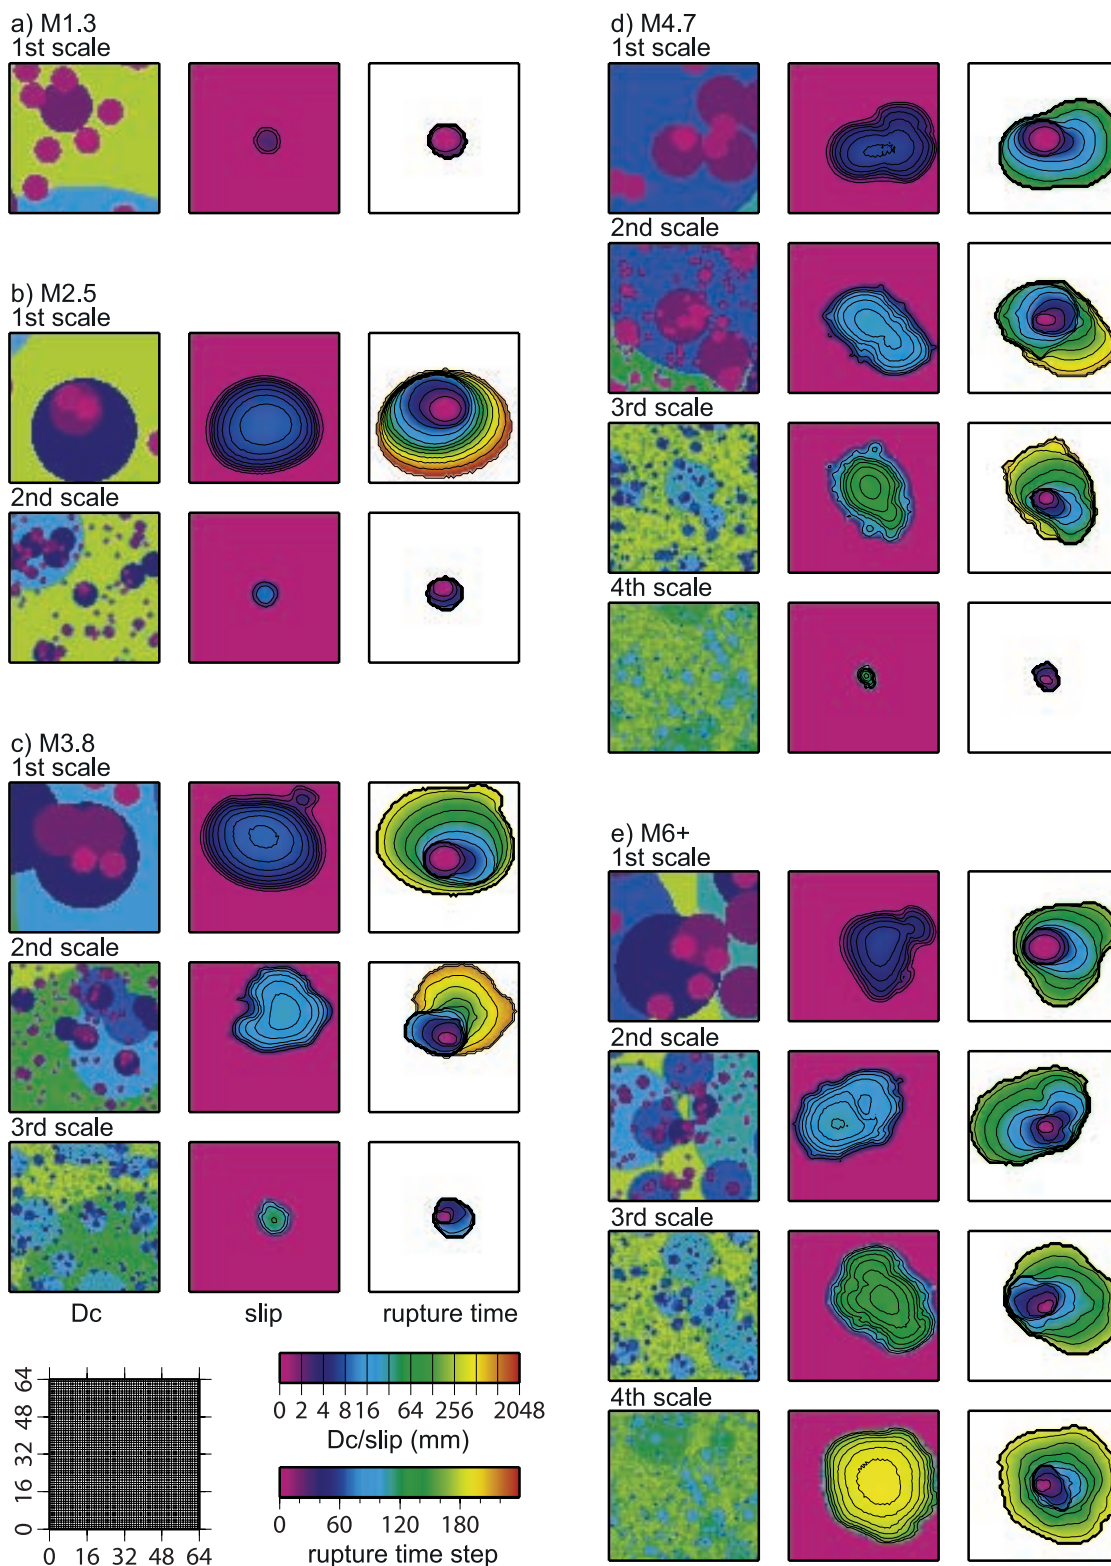 a) M1.3
1st scale
b) M2.5
1st scale
2nd scale
c) M3.8
1st scale
2nd scale
3rd scale
Dc slip rupture time
64
48
32
16
0
0 16 32 48 64
0 2 4 8 16 64 256 2048
Dc/slip (mm)
0 60 120 180
rupture time step
d) M4.7
1st scale
2nd scale
3rd scale
4th scale
e) M6+
1st scale
2nd scale
3rd scale
4th scale